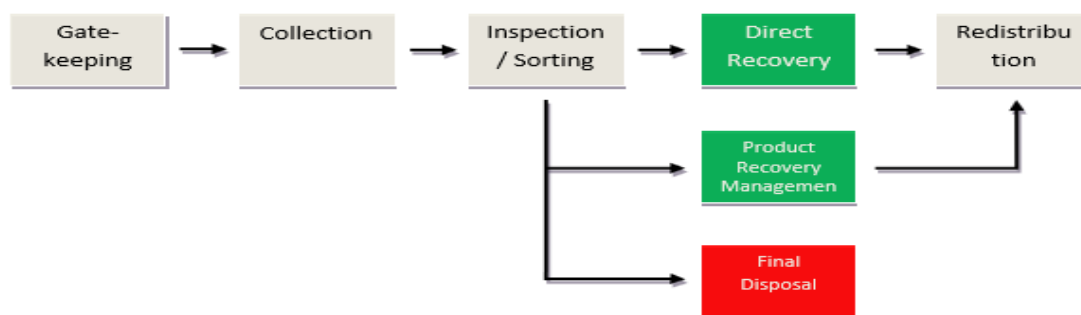 Gate-
keeping
Collection
Inspection
/ Sorting
Direct
Recovery
Redistribu
tion
Product
Recovery
Managemen
Final
Disposal